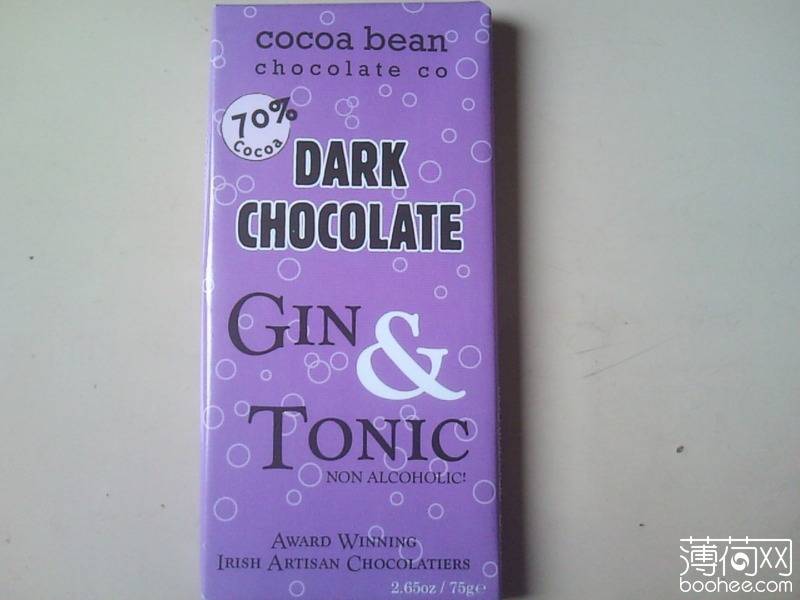 cocoa bean
chocolate co
70%
Cocoa
DARK
CHOCOLATE
GIN
&
TONIC
NON ALCOHOLIC!
AWARD WINNING
IRISH ARTISAN CHOCOLATIERS
2.65oz / 75g℮
薄荷网
boohee.com